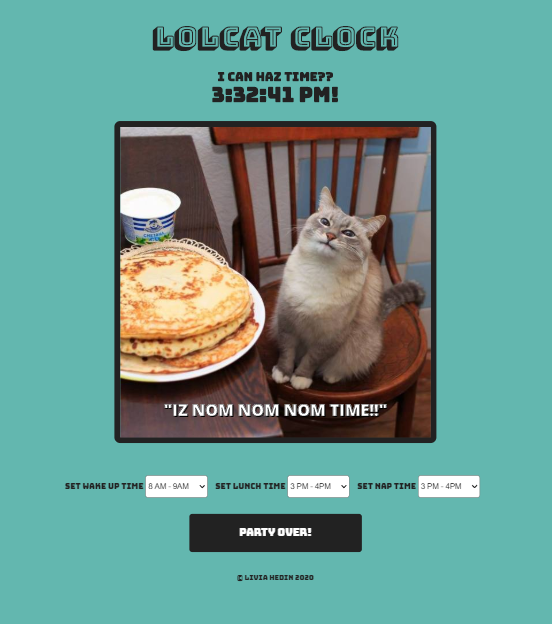 LOLCAT CLOCK
I CAN HAZ TIME??
3:32:41 PM!
СМЕТАНА
"IZ NOM NOM NOM TIME!!"
SET WAKE UP TIME 8 AM - 9AM SET LUNCH TIME 3 PM - 4PM SET NAP TIME 3 PM - 4PM
PARTY OVER!
© LIVIA HEDIN 2020